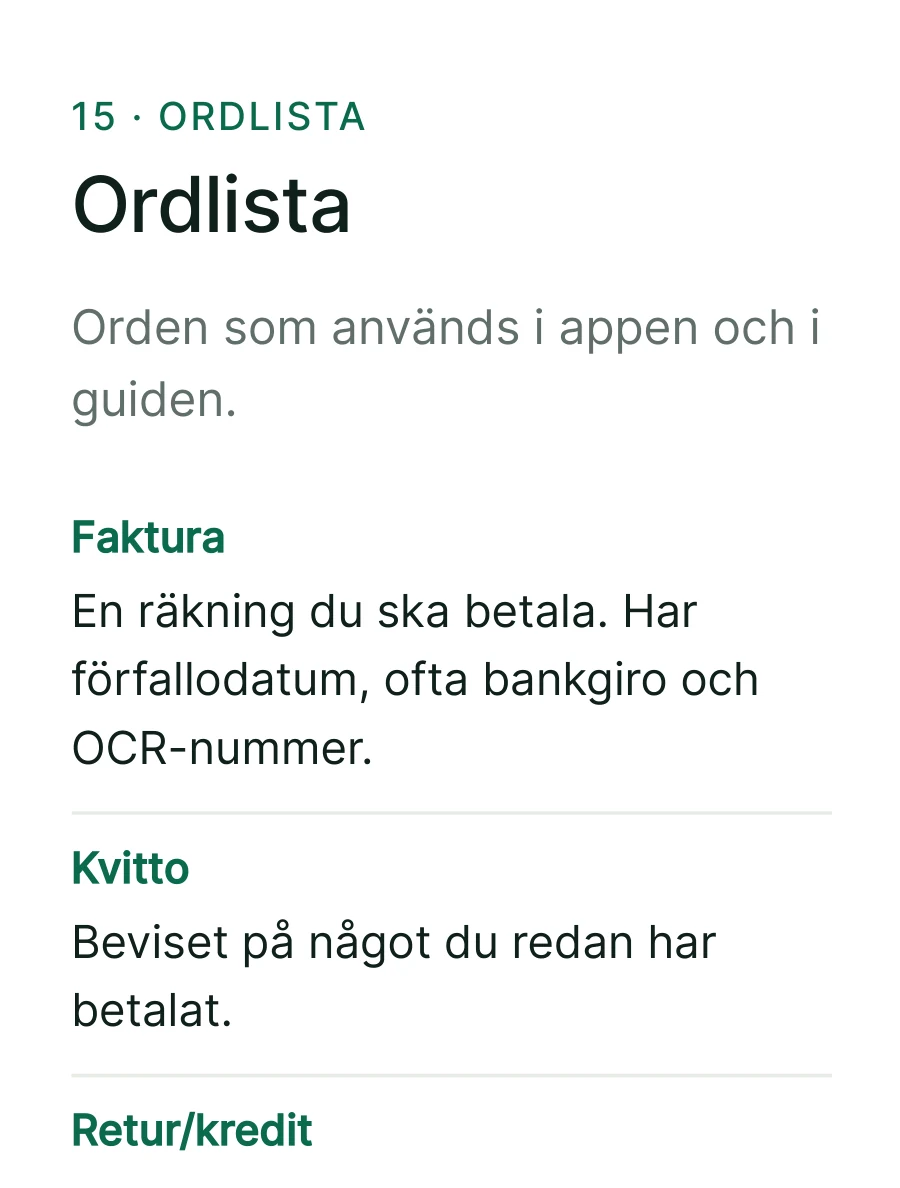 15 · ORDLISTA
Ordlista
Orden som används i appen och i
guiden.
Faktura
En räkning du ska betala. Har
förfallodatum, ofta bankgiro och
OCR-nummer.
Kvitto
Beviset på något du redan har
betalat.
Retur/kredit